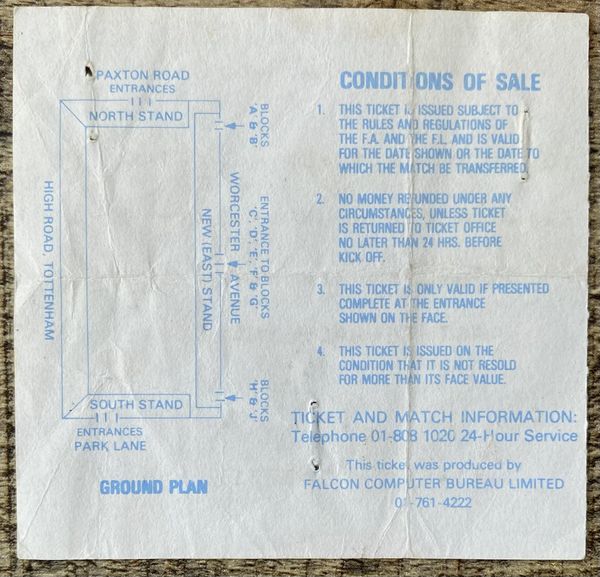 PAXTON ROAD
ENTRANCES
NORTH STAND
HIGH ROAD, TOTTENHAM
NEW (EAST) STAND
WORCESTER AVENUE
BLOCKS
'A' & 'B'
ENTRANCE TO BLOCKS
'C', 'D', 'E', 'F' & 'G'
BLOCKS
'H' & 'J'
SOUTH STAND
ENTRANCES
PARK LANE
GROUND PLAN
CONDITIONS OF SALE
1. THIS TICKET IS ISSUED SUBJECT TO
THE RULES AND REGULATIONS OF
THE F.A. AND THE F.L. AND IS VALID
FOR THE DATE SHOWN OR THE DATE TO
WHICH THE MATCH BE TRANSFERRED.
2. NO MONEY REFUNDED UNDER ANY
CIRCUMSTANCES, UNLESS TICKET
IS RETURNED TO TICKET OFFICE
NO LATER THAN 24 HRS. BEFORE
KICK OFF.
3. THIS TICKET IS ONLY VALID IF PRESENTED
COMPLETE AT THE ENTRANCE
SHOWN ON THE FACE.
4. THIS TICKET IS ISSUED ON THE
CONDITION THAT IT IS NOT RESOLD
FOR MORE THAN ITS FACE VALUE.
TICKET AND MATCH INFORMATION:
Telephone 01-808 1020 24-Hour Service
This ticket was produced by
FALCON COMPUTER BUREAU LIMITED
01-761-4222